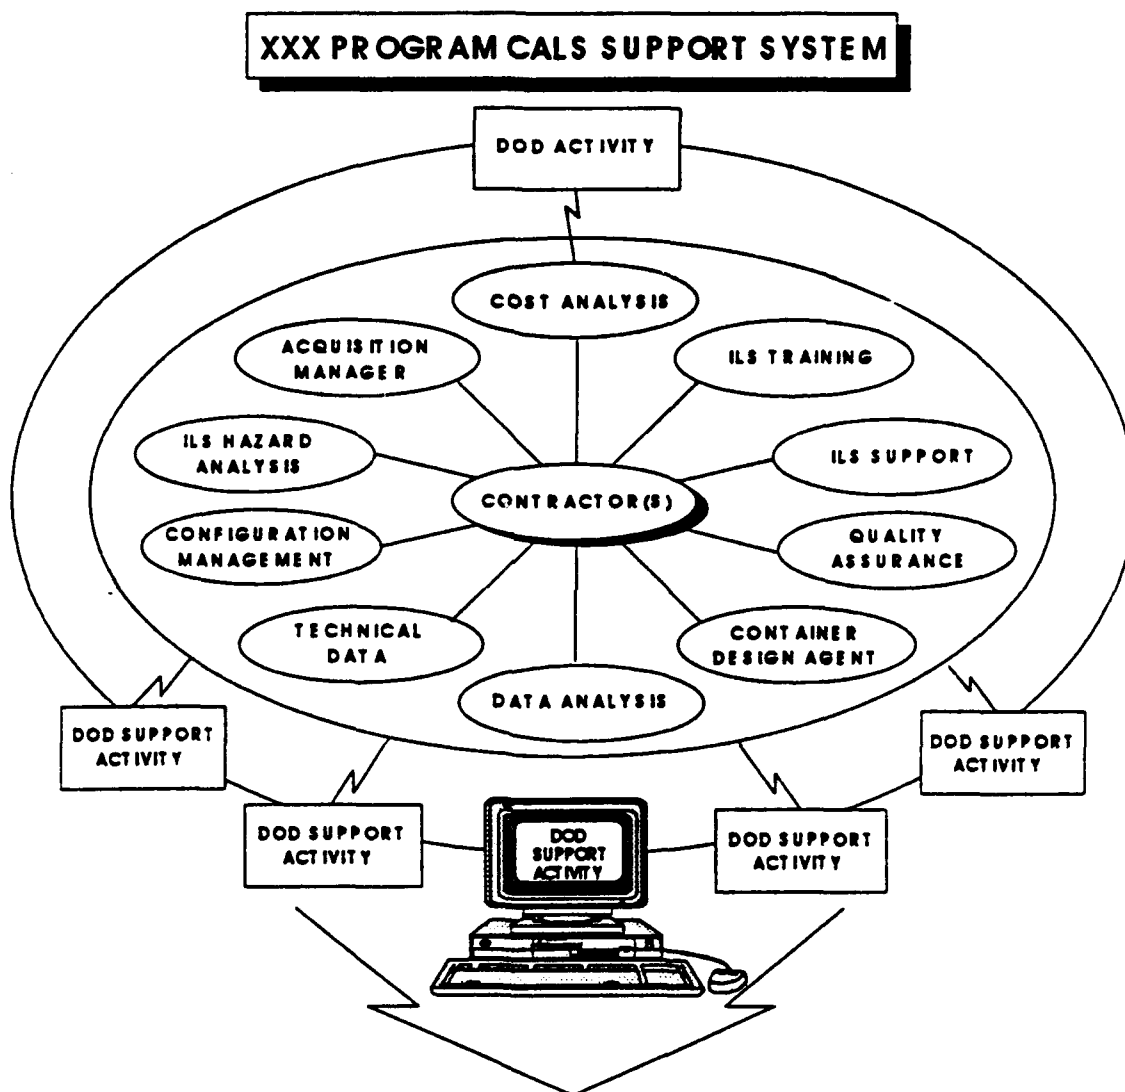 XXX PROGRAM CALS SUPPORT SYSTEM
DOD ACTIVITY
COST ANALYSIS
ACQUISITION
MANAGER
ILS TRAINING
ILS HAZARD
ANALYSIS
ILS SUPPORT
CONTRACTOR(S)
CONFIGURATION
MANAGEMENT
QUALITY
ASSURANCE
TECHNICAL
DATA
CONTAINER
DESIGN AGENT
DATA ANALYSIS
DOD SUPPORT
ACTIVITY
DOD SUPPORT
ACTIVITY
DOD SUPPORT
ACTIVITY
DOD
SUPPORT
ACTIVITY
DOD SUPPORT
ACTIVITY